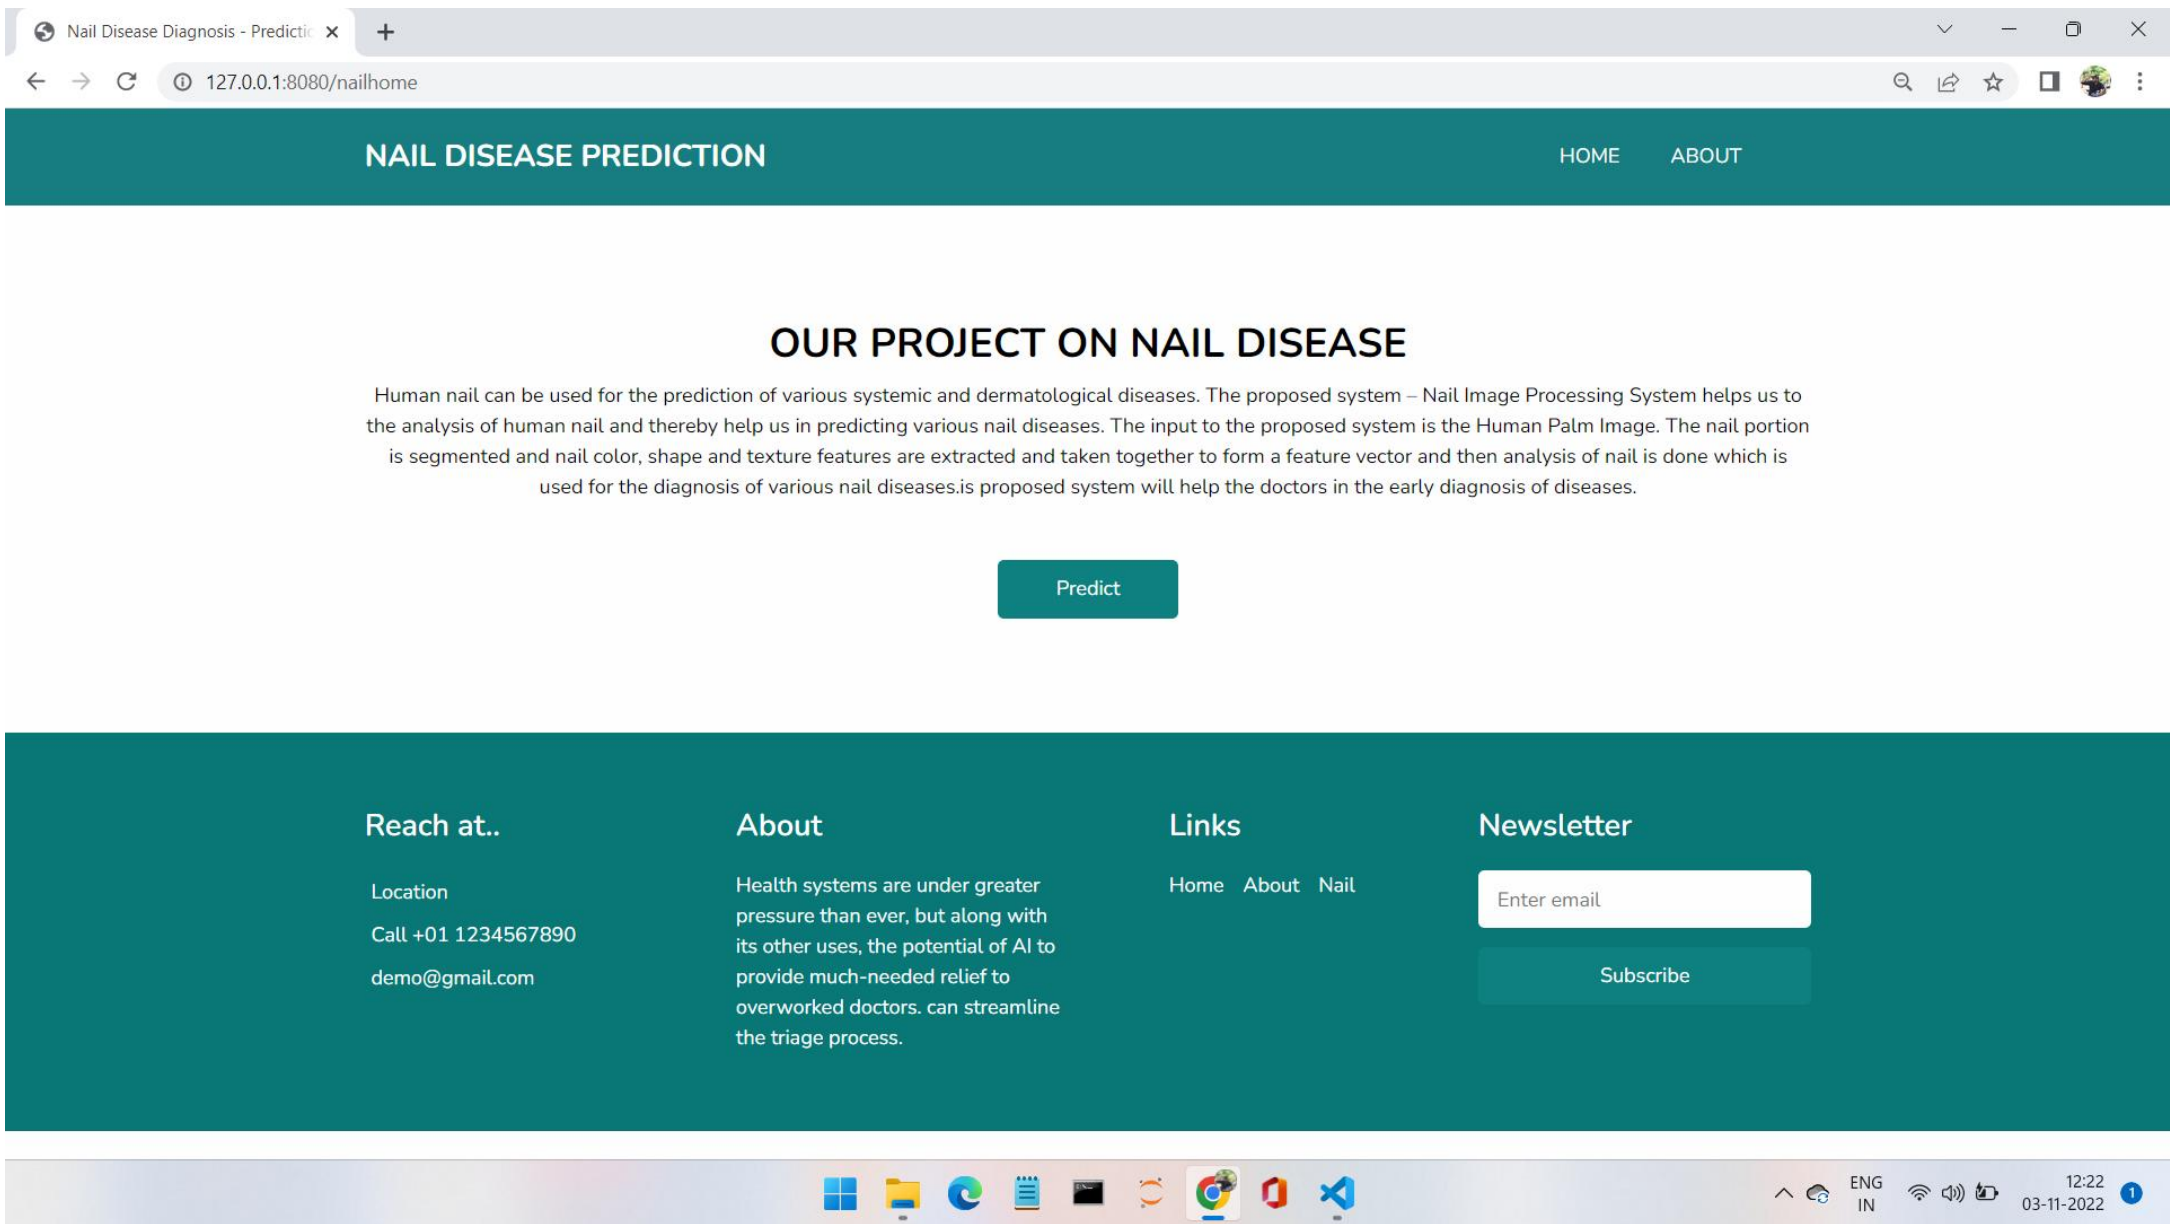 Nail Disease Diagnosis - Predictio
127.0.0.1:8080/nailhome
NAIL DISEASE PREDICTION
HOME ABOUT
OUR PROJECT ON NAIL DISEASE
Human nail can be used for the prediction of various systemic and dermatological diseases. The proposed system – Nail Image Processing System helps us to
the analysis of human nail and thereby help us in predicting various nail diseases. The input to the proposed system is the Human Palm Image. The nail portion
is segmented and nail color, shape and texture features are extracted and taken together to form a feature vector and then analysis of nail is done which is
used for the diagnosis of various nail diseases.is proposed system will help the doctors in the early diagnosis of diseases.
Predict
Reach at..
Location
Call +01 1234567890
demo@gmail.com
About
Health systems are under greater
pressure than ever, but along with
its other uses, the potential of AI to
provide much-needed relief to
overworked doctors. can streamline
the triage process.
Links
Home About Nail
Newsletter
Enter email
Subscribe
ENG
IN
12:22
03-11-2022
1